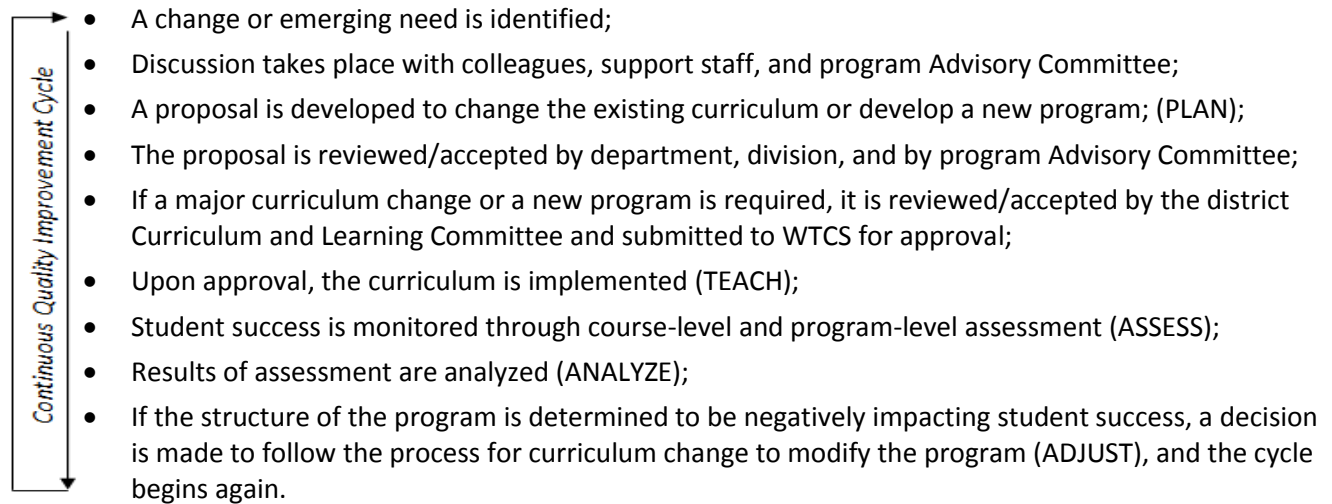 Continuous Quality Improvement Cycle
• A change or emerging need is identified;
• Discussion takes place with colleagues, support staff, and program Advisory Committee;
• A proposal is developed to change the existing curriculum or develop a new program; (PLAN);
• The proposal is reviewed/accepted by department, division, and by program Advisory Committee;
• If a major curriculum change or a new program is required, it is reviewed/accepted by the district
Curriculum and Learning Committee and submitted to WTCS for approval;
• Upon approval, the curriculum is implemented (TEACH);
• Student success is monitored through course-level and program-level assessment (ASSESS);
• Results of assessment are analyzed (ANALYZE);
• If the structure of the program is determined to be negatively impacting student success, a decision
is made to follow the process for curriculum change to modify the program (ADJUST), and the cycle
begins again.